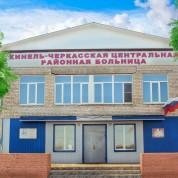 КИНЕЛЬ-ЧЕРКАССКАЯ ЦЕНТРАЛЬНАЯ
РАЙОННАЯ БОЛЬНИЦА